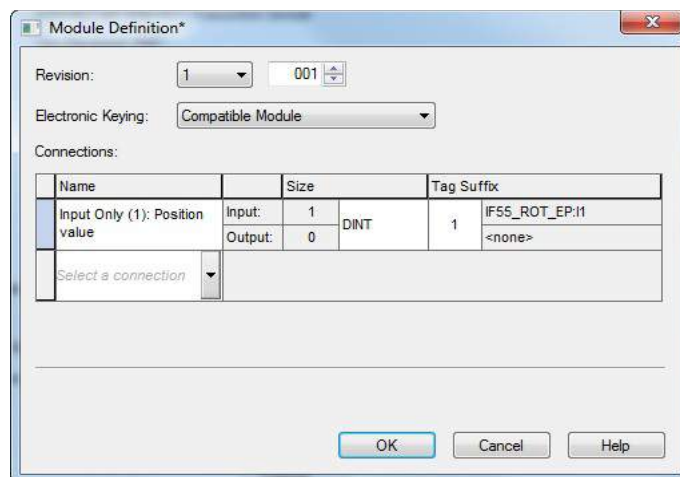 Module Definition*
Revision: 1 001
Electronic Keying: Compatible Module
Connections:
Name Size Tag Suffix
Input Only (1): Position value Input: 1 DINT 1 IF55_ROT_EP:I1
Output: 0 <none>
Select a connection
OK Cancel Help